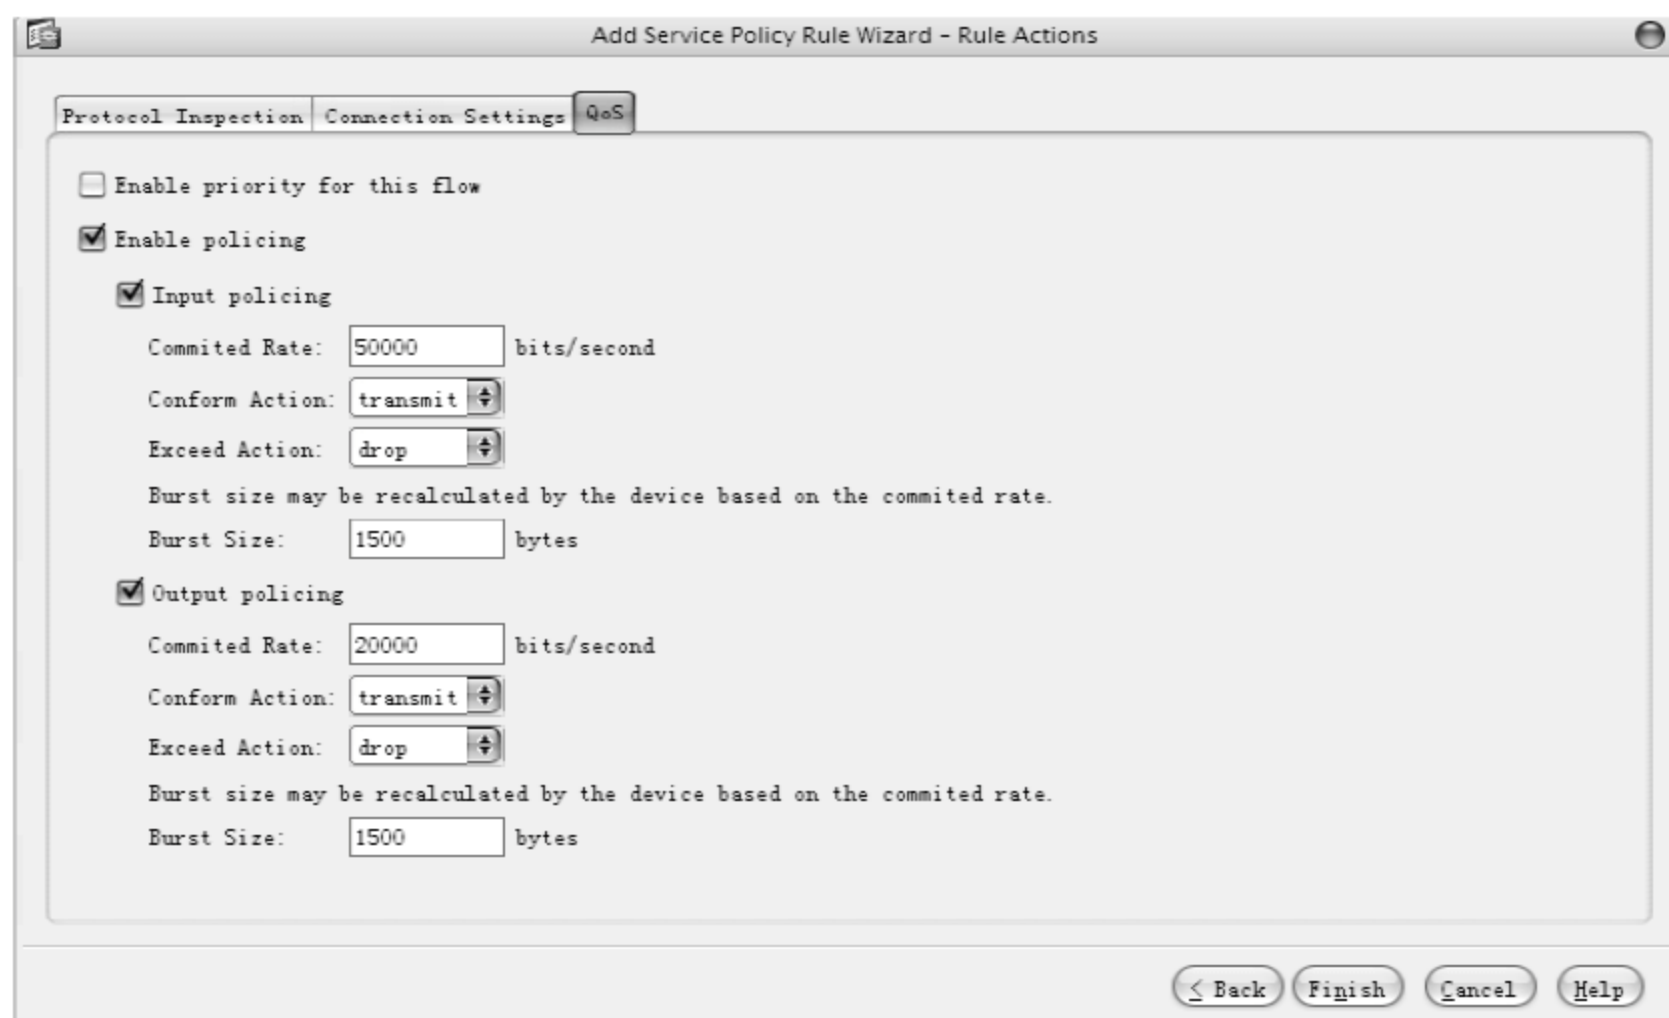 Add Service Policy Rule Wizard - Rule Actions
Protocol Inspection Connection Settings QoS
Enable priority for this flow
Enable policing
Input policing
Commited Rate: 50000 bits/second
Conform Action: transmit
Exceed Action: drop
Burst size may be recalculated by the device based on the commited rate.
Burst Size: 1500 bytes
Output policing
Commited Rate: 20000 bits/second
Conform Action: transmit
Exceed Action: drop
Burst size may be recalculated by the device based on the commited rate.
Burst Size: 1500 bytes
< Back Finish Cancel Help